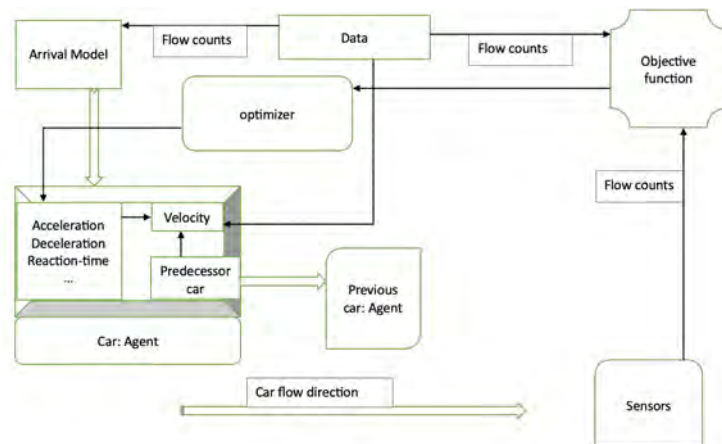 Arrival Model
Flow counts
Data
Flow counts
Objective
function
optimizer
Flow counts
Acceleration
Deceleration
Reaction-time
...
Velocity
Predecessor
car
Previous
car: Agent
Car: Agent
Car flow direction
Sensors